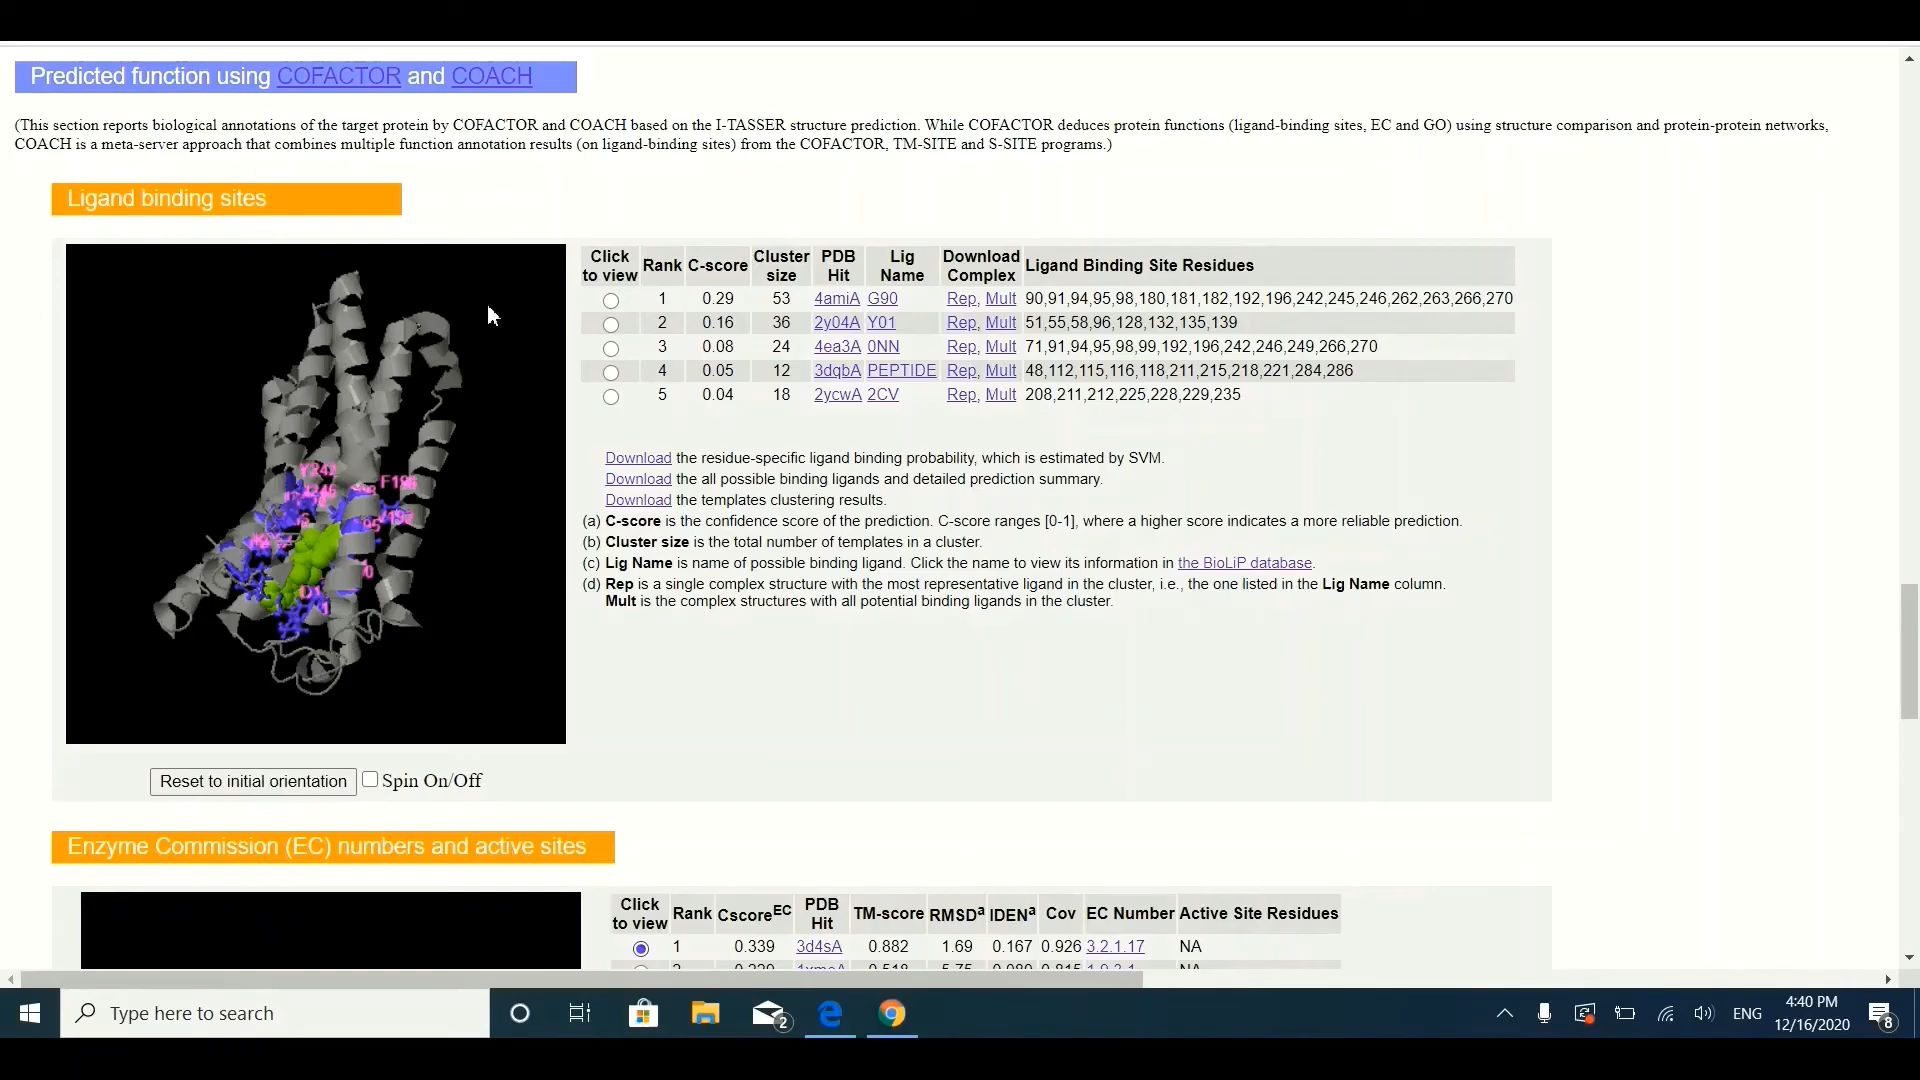 Predicted function using COFACTOR and COACH
(This section reports biological annotations of the target protein by COFACTOR and COACH based on the I-TASSER structure prediction. While COFACTOR deduces protein functions (ligand-binding sites, EC and GO) using structure comparison and protein-protein networks,
COACH is a meta-server approach that combines multiple function annotation results (on ligand-binding sites) from the COFACTOR, TM-SITE and S-SITE programs.)
Ligand binding sites
Click to view Rank C-score Cluster size PDB Hit Lig Name Download Complex Ligand Binding Site Residues
1 0.29 53 4amiA G90 Rep, Mult 90,91,94,95,98,180,181,182,192,196,242,245,246,262,263,266,270
2 0.16 36 2y04A Y01 Rep, Mult 51,55,58,96,128,132,135,139
3 0.08 24 4ea3A 0NN Rep, Mult 71,91,94,95,98,99,192,196,242,246,249,266,270
4 0.05 12 3dqbA PEPTIDE Rep, Mult 48,112,115,116,118,211,215,218,221,284,286
5 0.04 18 2ycwA 2CV Rep, Mult 208,211,212,225,228,229,235
Download the residue-specific ligand binding probability, which is estimated by SVM.
Download the all possible binding ligands and detailed prediction summary.
Download the templates clustering results.
(a) C-score is the confidence score of the prediction. C-score ranges [0-1], where a higher score indicates a more reliable prediction.
(b) Cluster size is the total number of templates in a cluster.
(c) Lig Name is name of possible binding ligand. Click the name to view its information in the BioLiP database.
(d) Rep is a single complex structure with the most representative ligand in the cluster, i.e., the one listed in the Lig Name column.
Mult is the complex structures with all potential binding ligands in the cluster.
Y242
Reset to initial orientation Spin On/Off
Enzyme Commission (EC) numbers and active sites
Click to view Rank CscoreEC PDB Hit TM-score RMSDa IDENa Cov EC Number Active Site Residues
1 0.339 3d4sA 0.882 1.69 0.167 0.926 3.2.1.17 NA
Type here to search
2
ENG
4:40 PM
12/16/2020
8